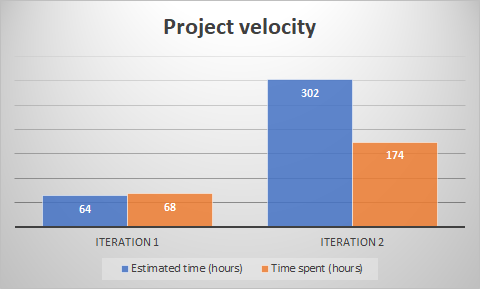 Project velocity
302
174
64 68
ITERATION 1 ITERATION 2
Estimated time (hours) Time spent (hours)